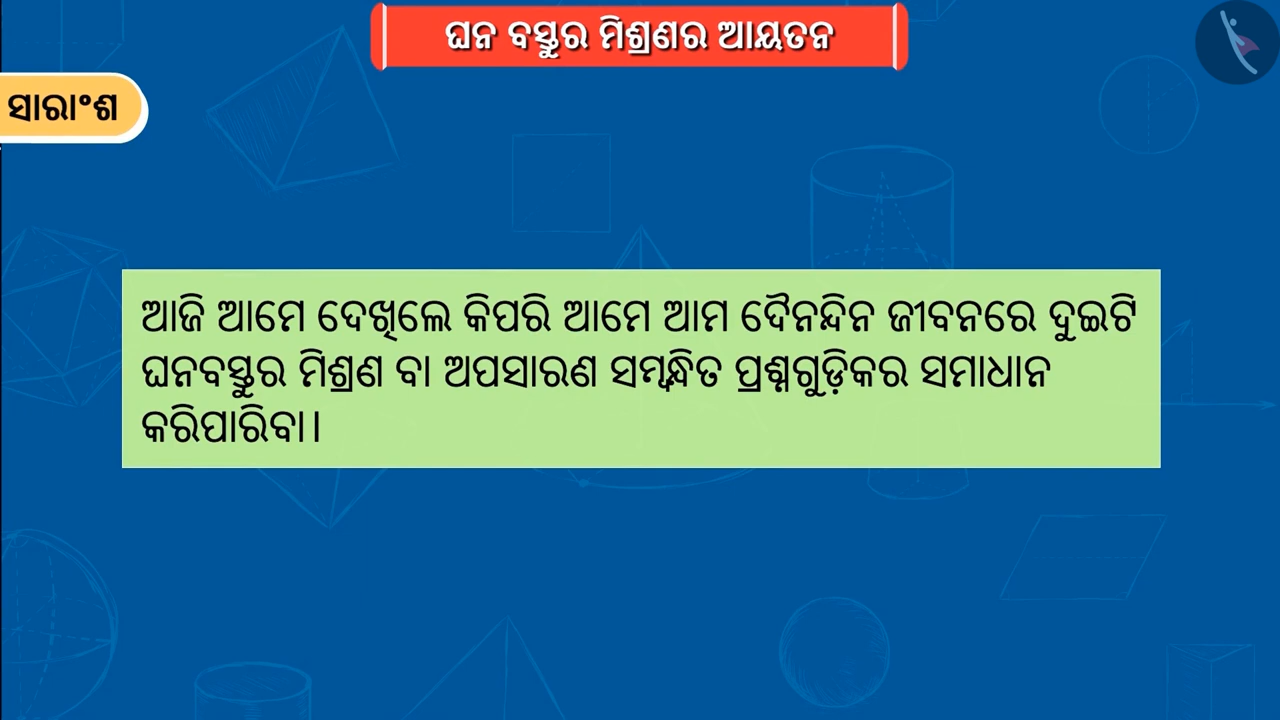 ଘନ ବସ୍ତୁର ମିଶ୍ରଣର ଆୟତନ
ସାରାଂଶ
ଆଜି ଆମେ ଦେଖିଲେ କିପରି ଆମେ ଆମ ଦୈନନ୍ଦିନ ଜୀବନରେ ଦୁଇଟି
ଘନବସ୍ତୁର ମିଶ୍ରଣ ବା ଅପସାରଣ ସମ୍ବନ୍ଧିତ ପ୍ରଶ୍ନଗୁଡ଼ିକର ସମାଧାନ
କରିପାରିବା।